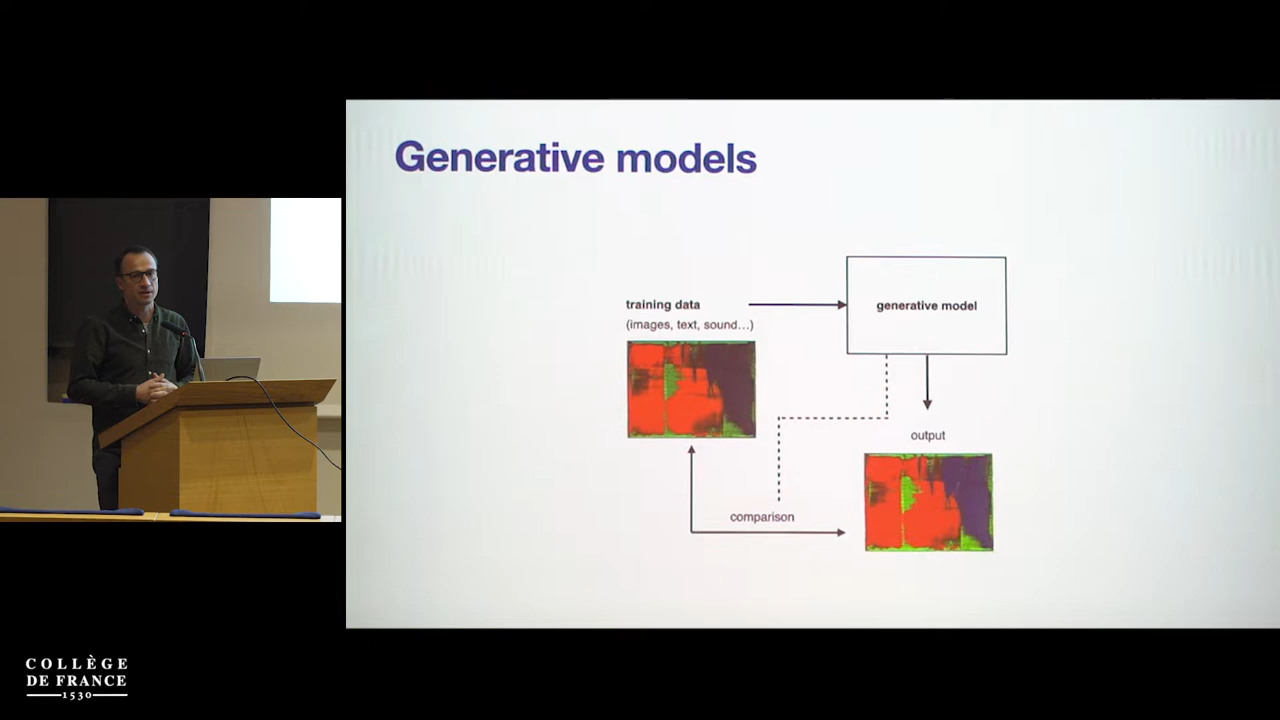 Generative models
training data
(images, text, sound...)
generative model
output
comparison
COLLÈGE
DE FRANCE
1530